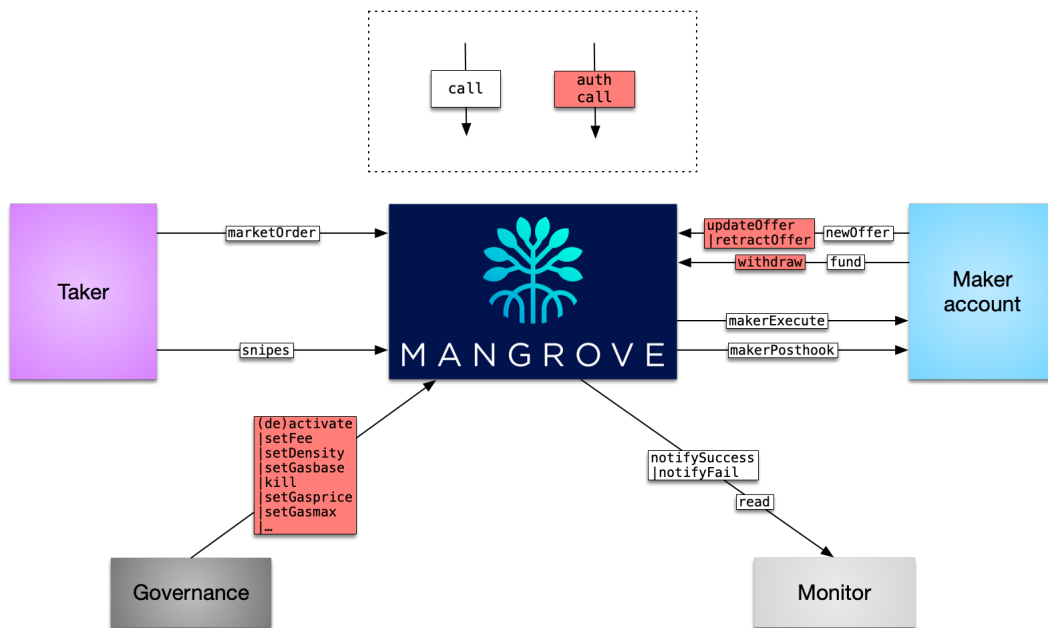 call
auth
call
Taker
marketOrder
snipes
MANGROVE
updateOffer
|retractOffer
newOffer
withdraw
fund
makerExecute
makerPosthook
Maker
account
(de)activate
|setFee
|setDensity
|setGasbase
|kill
|setGasprice
|setGasmax
|…
notifySuccess
|notifyFail
read
Governance
Monitor